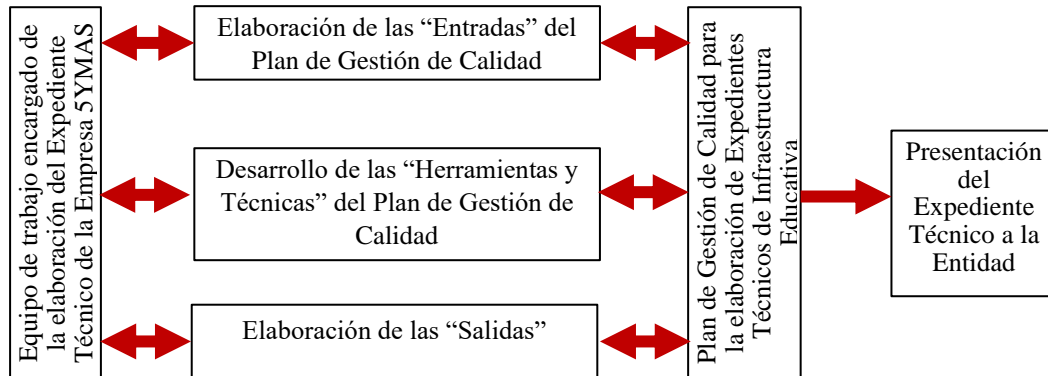 Equipo de trabajo encargado de
la elaboración del Expediente
Técnico de la Empresa 5YMAS
Elaboración de las “Entradas” del
Plan de Gestión de Calidad
Desarrollo de las “Herramientas y
Técnicas” del Plan de Gestión de
Calidad
Elaboración de las “Salidas”
Plan de Gestión de Calidad para
la elaboración de Expedientes
Técnicos de Infraestructura
Educativa
Presentación
del
Expediente
Técnico a la
Entidad